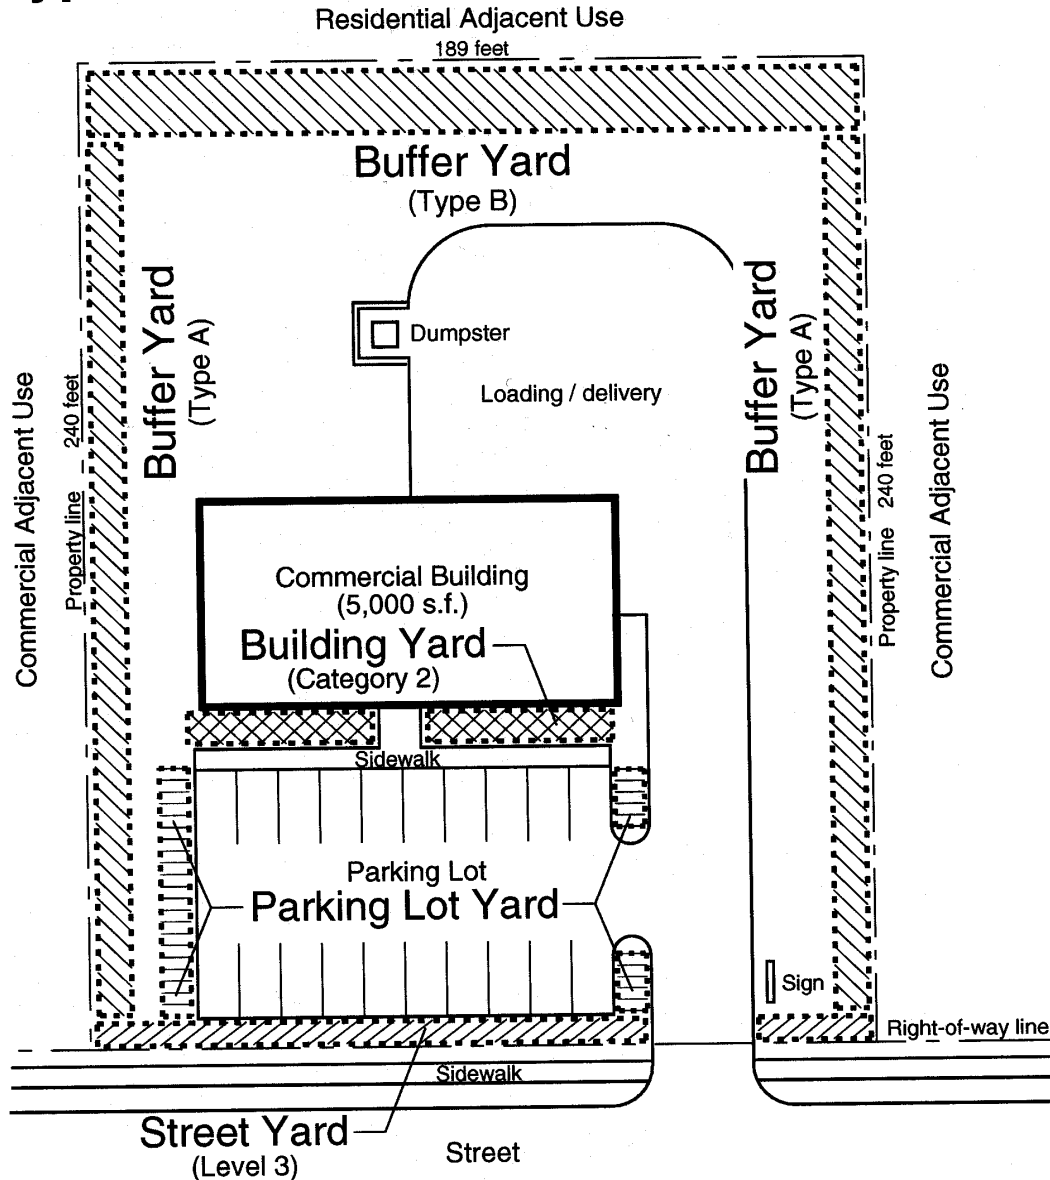 Residential Adjacent Use
189 feet
Buffer Yard
(Type B)
Buffer Yard
(Type A)
Buffer Yard
(Type A)
Dumpster
Loading / delivery
Commercial Adjacent Use
240 feet
Property line
240 feet
Property line
Commercial Adjacent Use
Commercial Building
(5,000 s.f.)
Building Yard
(Category 2)
Sidewalk
Parking Lot
Parking Lot Yard
Sign
Right-of-way line
Sidewalk
Street Yard
(Level 3)
Street